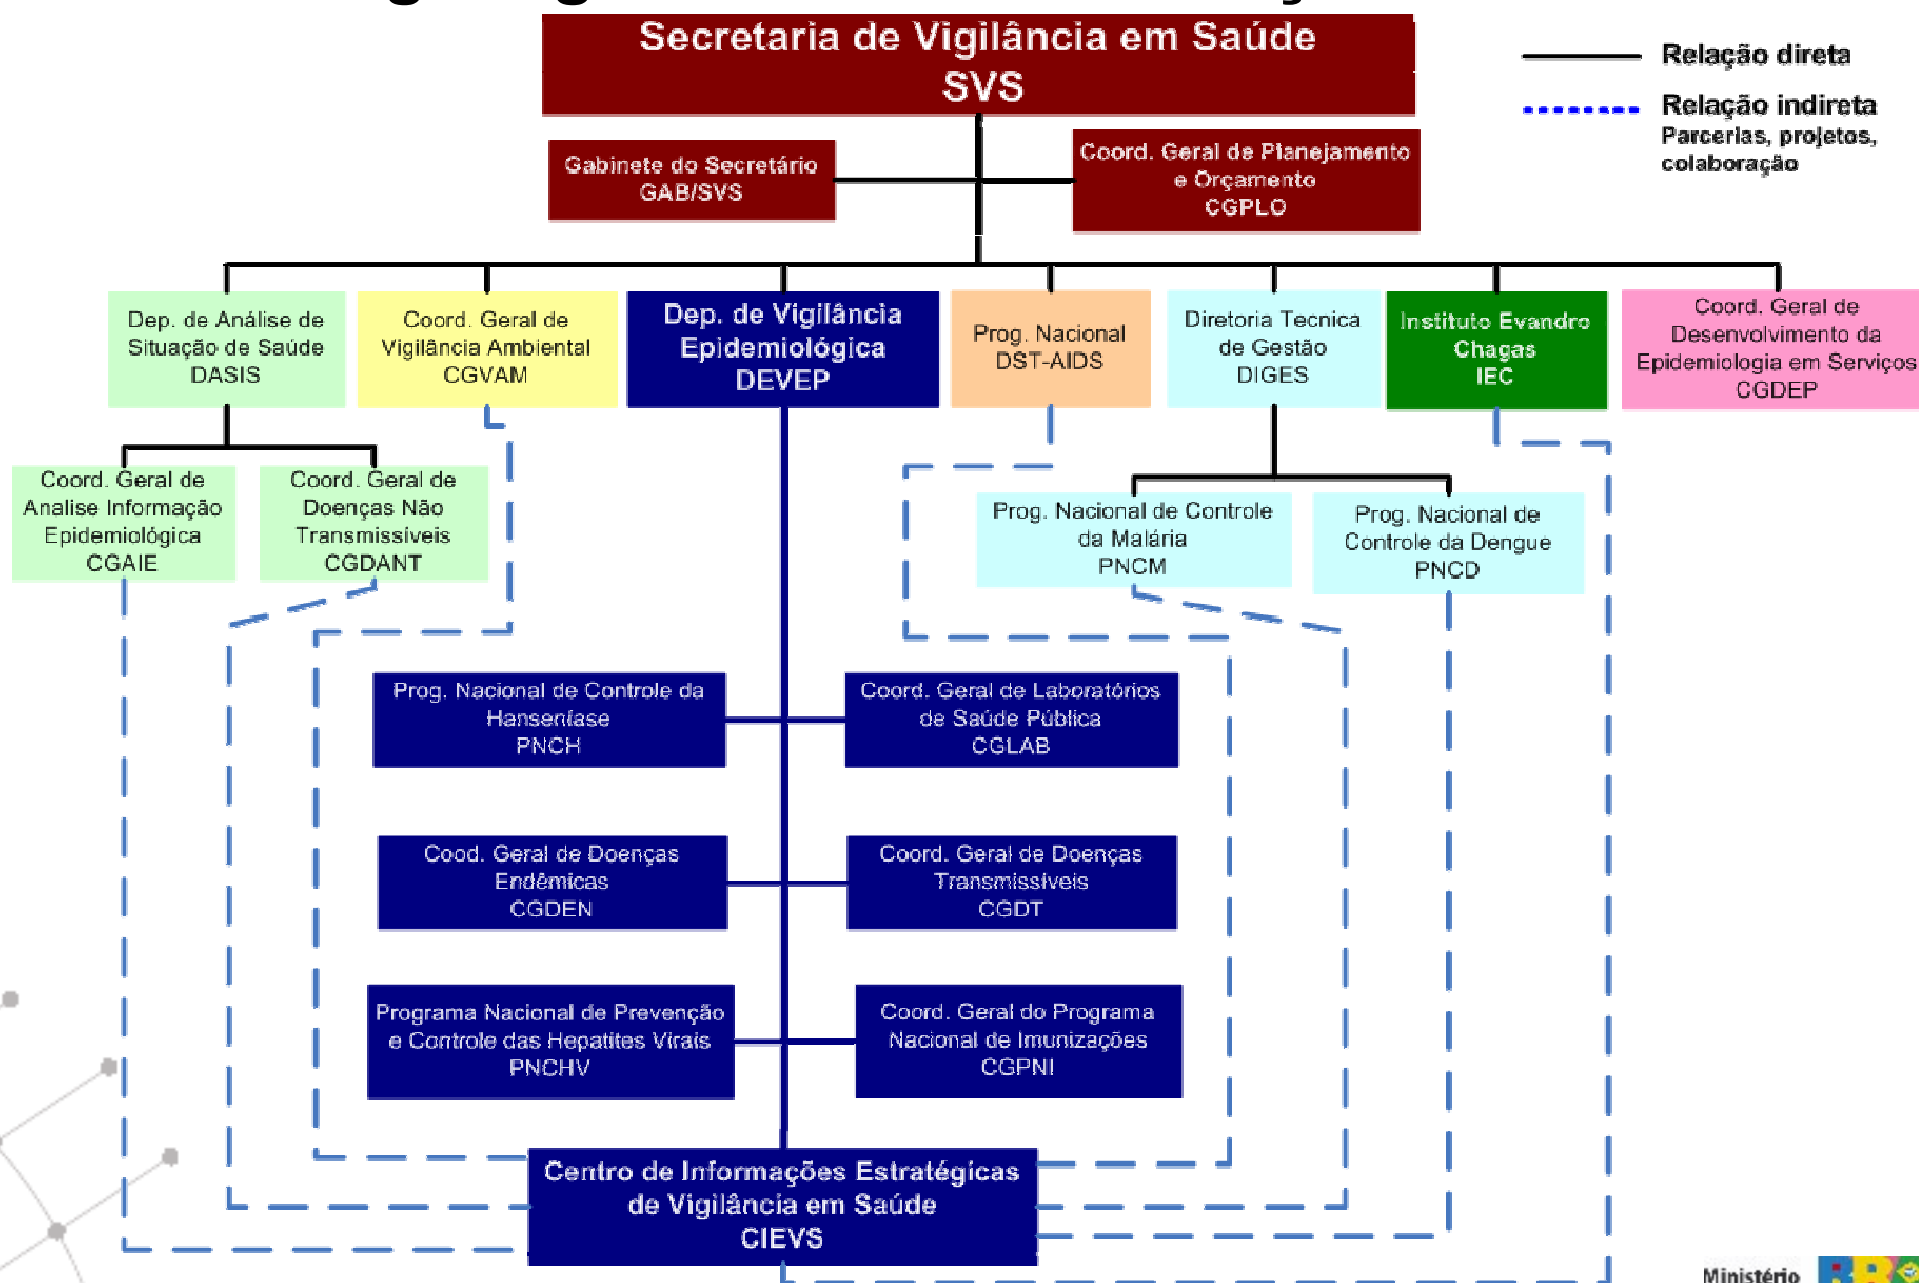 Secretaria de Vigilância em Saúde
SVS
Relação direta
Relação indireta
Parcerias, projetos,
colaboração
Gabinete do Secretário
GAB/SVS
Coord. Geral de Planejamento
e Orçamento
CGPLO
Dep. de Análise de
Situação de Saúde
DASIS
Coord. Geral de
Vigilância Ambiental
CGVAM
Dep. de Vigilância
Epidemiológica
DEVEP
Prog. Nacional
DST-AIDS
Diretoria Tecnica
de Gestão
DIGES
Instituto Evandro
Chagas
IEC
Coord. Geral de
Desenvolvimento da
Epidemiologia em Serviços
CGDEP
Coord. Geral de
Analise Informação
Epidemiológica
CGAIE
Coord. Geral de
Doenças Não
Transmissíveis
CGDANT
Prog. Nacional de Controle
da Malária
PNCM
Prog. Nacional de
Controle da Dengue
PNCD
Prog. Nacional de Controle da
Hanseníase
PNCH
Coord. Geral de Laboratórios
de Saúde Pública
CGLAB
Cood. Geral de Doenças
Endêmicas
CGDEN
Coord. Geral de Doenças
Transmissíveis
CGDT
Programa Nacional de Prevenção
e Controle das Hepatites Virais
PNCHV
Coord. Geral do Programa
Nacional de Imunizações
CGPNI
Centro de Informações Estratégicas
de Vigilância em Saúde
CIEVS
Ministério